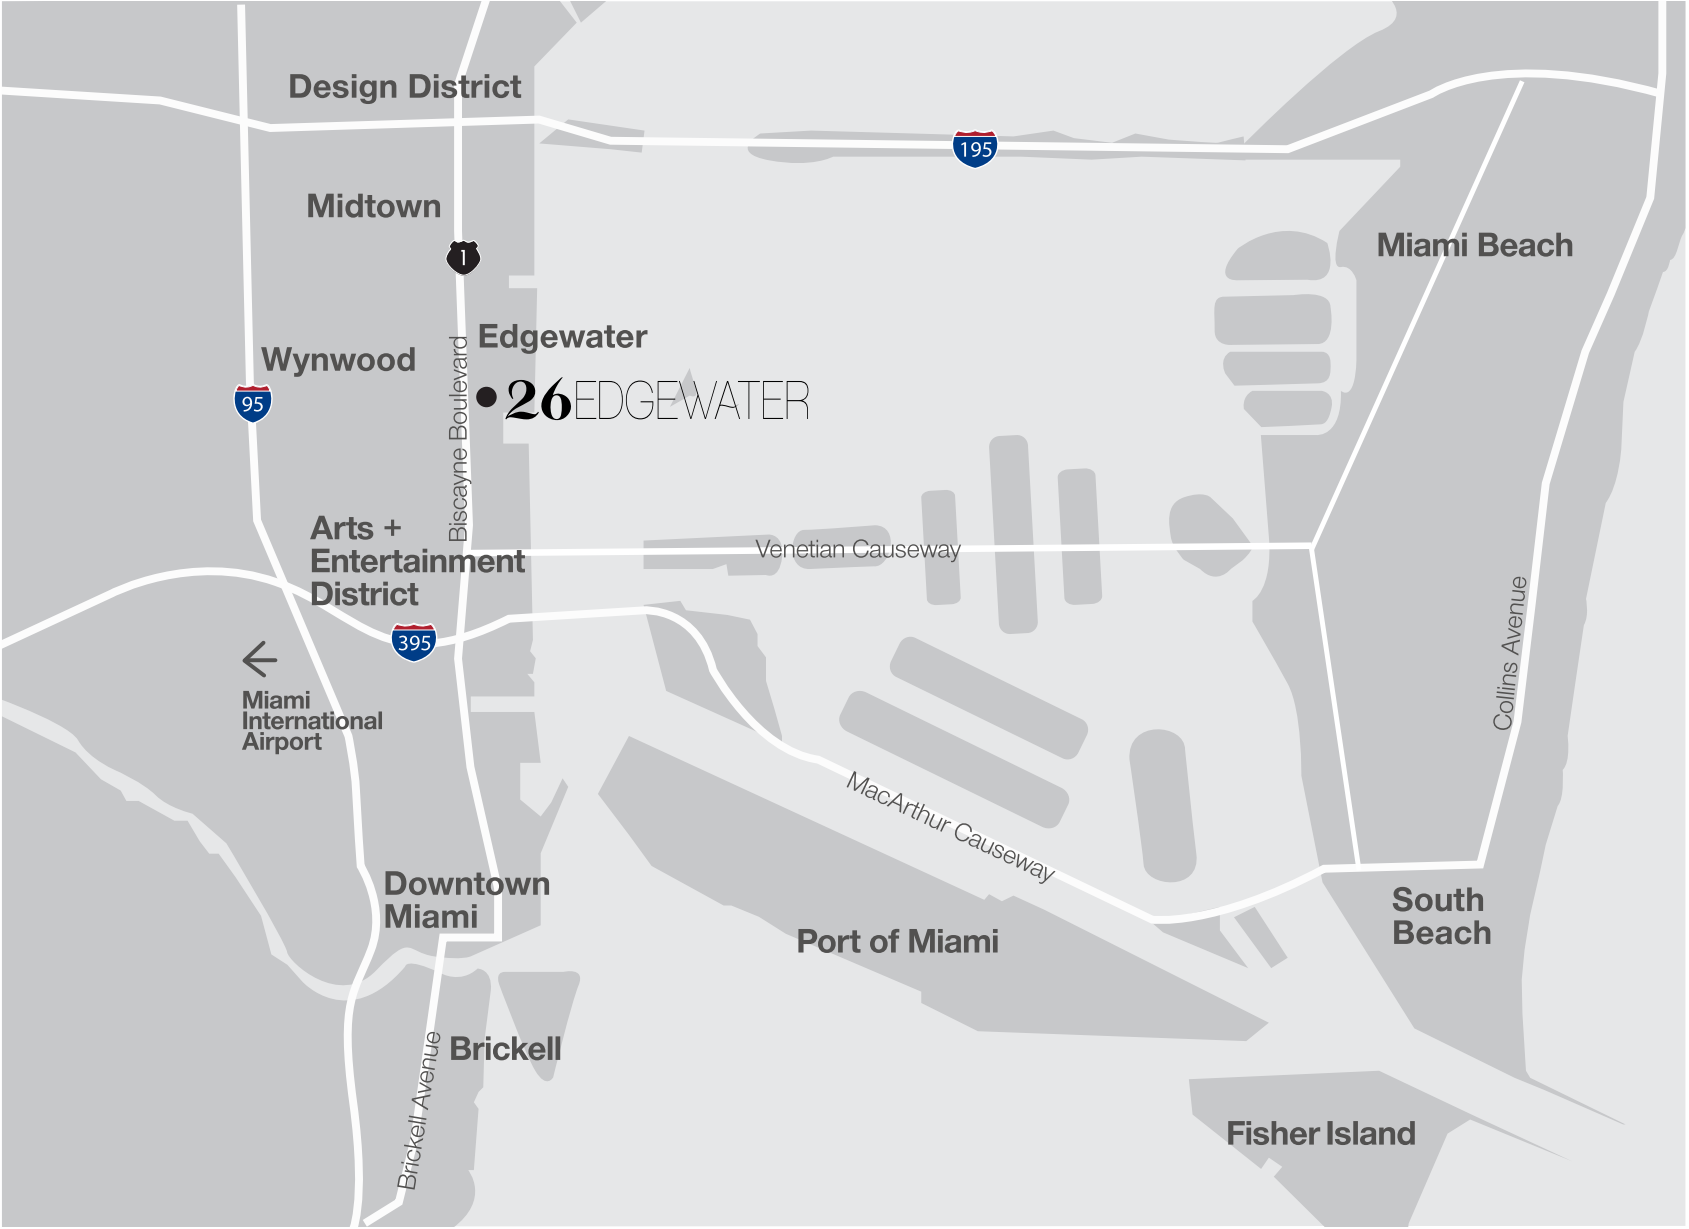 Design District
195
Midtown
Miami Beach
1
Edgewater
Wynwood
Biscayne Boulevard
26EDGEWATER
95
Arts +
Entertainment
District
Venetian Causeway
Collins Avenue
395
Miami
International
Airport
MacArthur Causeway
Downtown
Miami
South
Beach
Port of Miami
Brickell
Brickell Avenue
Fisher Island